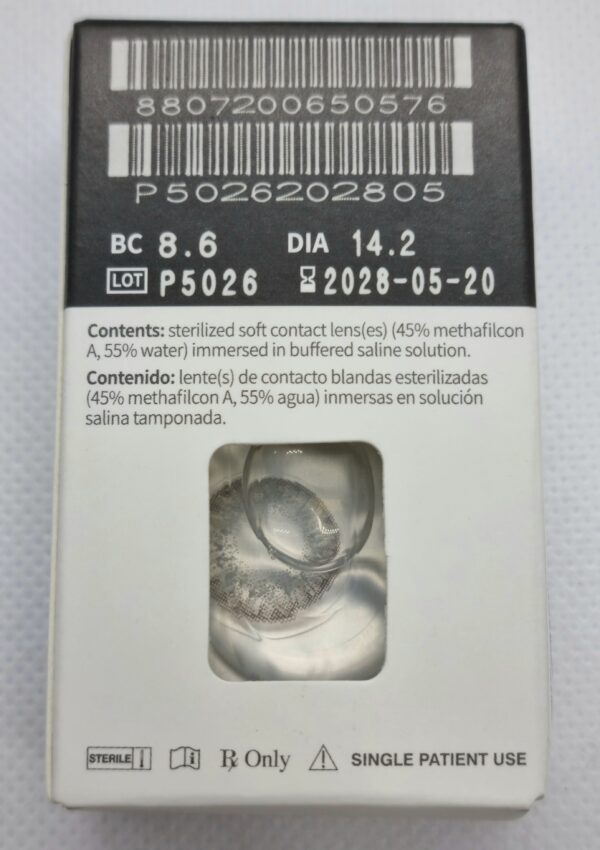 8807200650576
P5026202805
BC 8.6 DIA 14.2
LOT P5026 2028-05-20
Contents: sterilized soft contact lens(es) (45% methafilcon
A, 55% water) immersed in buffered saline solution.
Contenido: lente(s) de contacto blandas esterilizadas
(45% methafilcon A, 55% agua) inmersas en solución
salina tamponada.
STERILE i ℞ Only SINGLE PATIENT USE